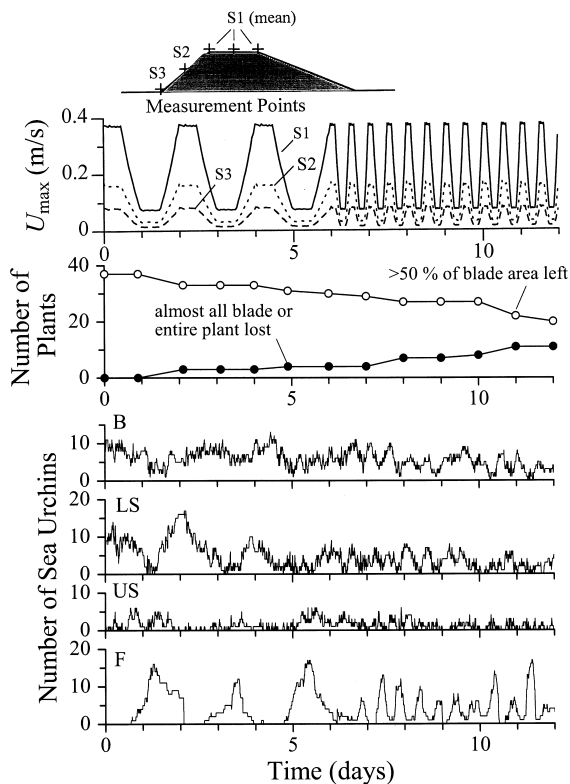 S1 (mean)
S2
S3
Measurement Points
U max (m/s)
0.4
0.2
0
S1
S2
S3
0
5
10
Number of Plants
40
20
0
>50 % of blade area left
almost all blade or
entire plant lost
0
5
10
Number of Sea Urchins
B
10
0
LS
20
10
0
US
10
0
F
20
10
0
0
5
10
Time (days)